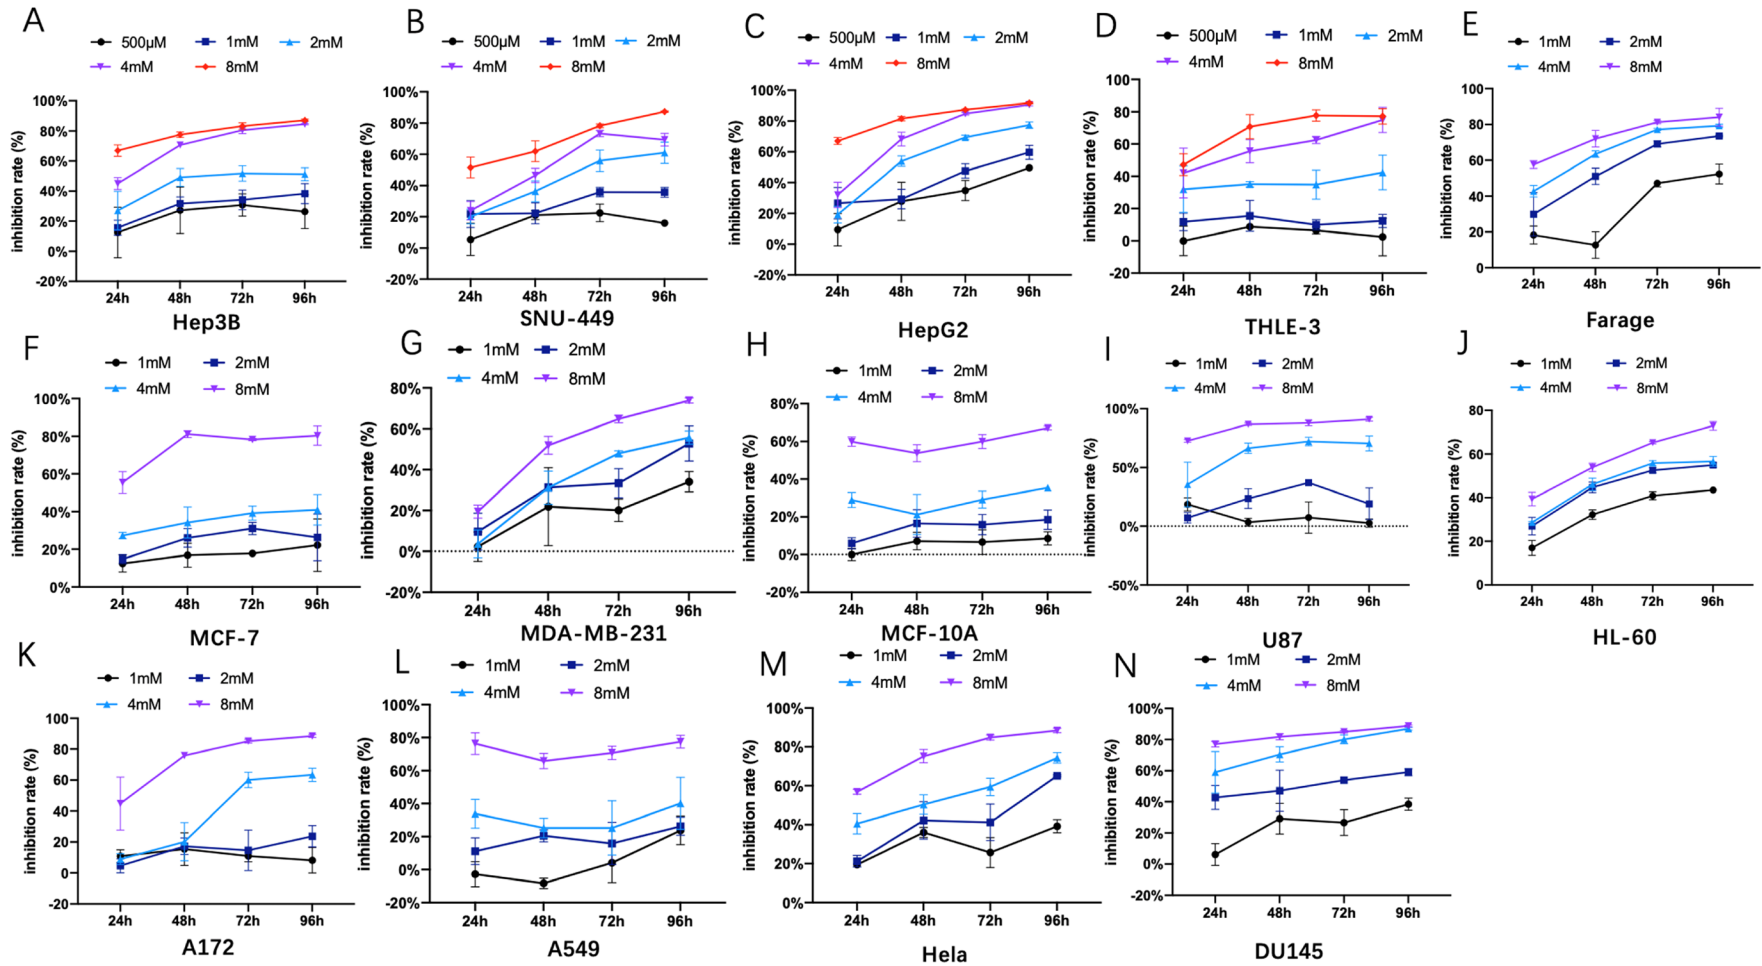 A
500μM 1mM 2mM
4mM 8mM
inhibition rate (%)
100%
80%
60%
40%
20%
0%
-20%
24h 48h 72h 96h
Hep3B
B
500μM 1mM 2mM
4mM 8mM
inhibition rate (%)
100%
80%
60%
40%
20%
0%
-20%
24h 48h 72h 96h
SNU-449
C
500μM 1mM 2mM
4mM 8mM
inhibition rate (%)
100%
80%
60%
40%
20%
0%
-20%
24h 48h 72h 96h
HepG2
D
500μM 1mM 2mM
4mM 8mM
inhibition rate (%)
100
80
60
40
20
0
-20
24h 48h 72h 96h
THLE-3
E
1mM 2mM
4mM 8mM
inhibition rate (%)
100
80
60
40
20
0
24h 48h 72h 96h
Farage
F
1mM 2mM
4mM 8mM
inhibition rate (%)
100%
80%
60%
40%
20%
0%
24h 48h 72h 96h
MCF-7
G
1mM 2mM
4mM 8mM
inhibition rate (%)
80%
60%
40%
20%
0%
-20%
24h 48h 72h 96h
MDA-MB-231
H
1mM 2mM
4mM 8mM
inhibition rate (%)
80%
60%
40%
20%
0%
-20%
24h 48h 72h 96h
MCF-10A
I
1mM 2mM
4mM 8mM
inhibition rate (%)
100%
50%
0%
-50%
24h 48h 72h 96h
U87
J
1mM 2mM
4mM 8mM
inhibition rate (%)
80
60
40
20
0
24h 48h 72h 96h
HL-60
K
1mM 2mM
4mM 8mM
inhibition rate (%)
100
80
60
40
20
0
-20
24h 48h 72h 96h
A172
L
1mM 2mM
4mM 8mM
inhibition rate (%)
100%
80%
60%
40%
20%
0%
-20%
24h 48h 72h 96h
A549
M
1mM 2mM
4mM 8mM
inhibition rate (%)
100%
80%
60%
40%
20%
0%
24h 48h 72h 96h
Hela
N
1mM 2mM
4mM 8mM
inhibition rate (%)
100%
80%
60%
40%
20%
0%
-20%
24h 48h 72h 96h
DU145